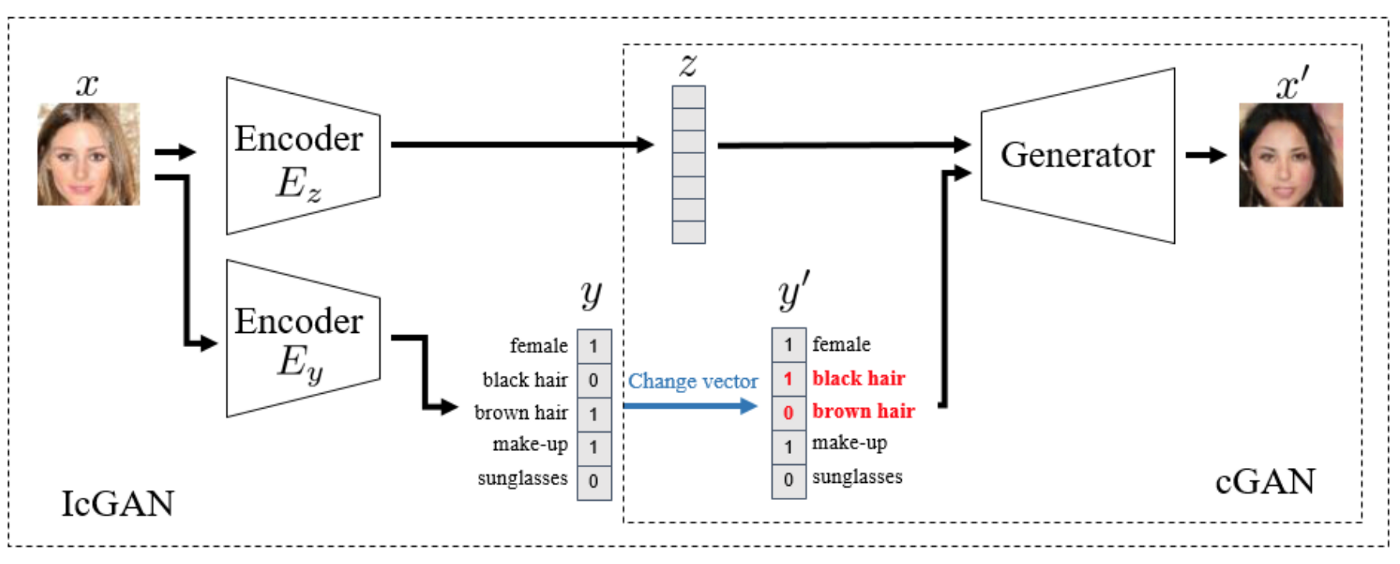 x
Encoder
E_z
z
Generator
x′
Encoder
E_y
y
female 1
black hair 0
brown hair 1
make-up 1
sunglasses 0
Change vector
y′
1 female
1 black hair
0 brown hair
1 make-up
0 sunglasses
IcGAN
cGAN